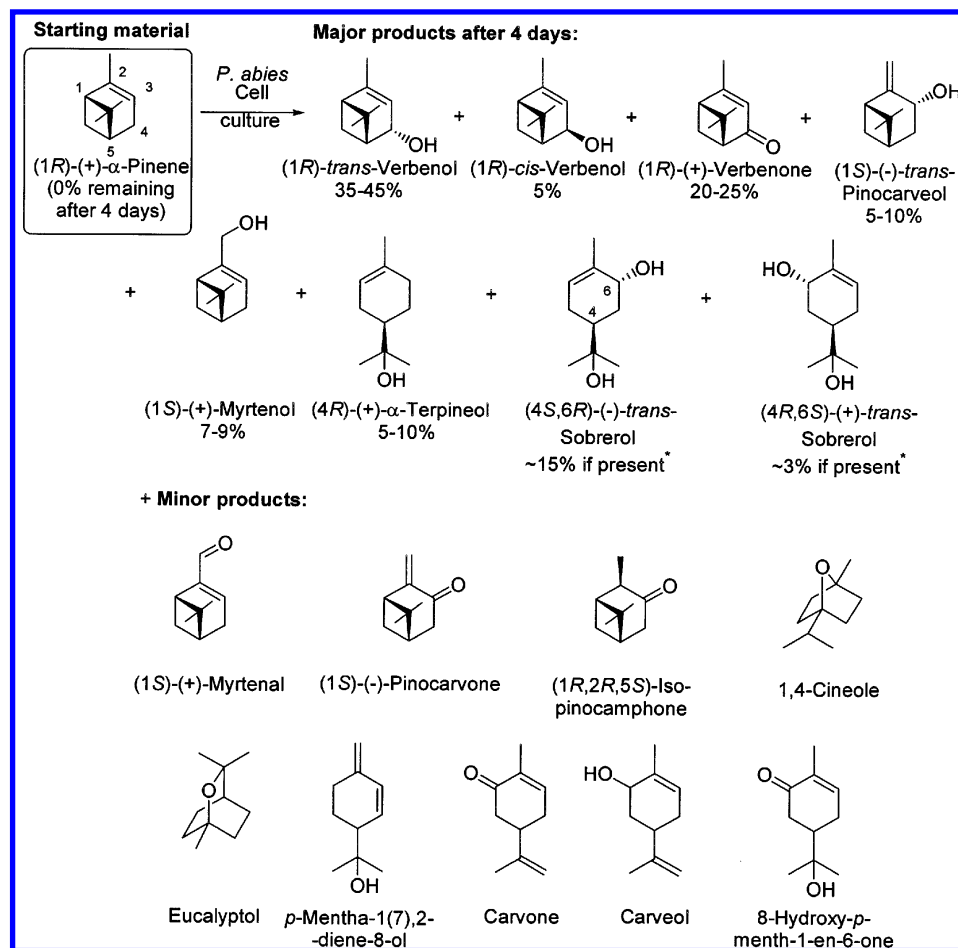 Starting material
Major products after 4 days:
1
2
3
4
5
(1R)-(+)-α-Pinene
(0% remaining
after 4 days)
P. abies
Cell
culture
OH
(1R)-trans-Verbenol
35-45%
+
OH
(1R)-cis-Verbenol
5%
+
O
(1R)-(+)-Verbenone
20-25%
+
OH
(1S)-(-)-trans-
Pinocarveol
5-10%
+
OH
(1S)-(+)-Myrtenol
7-9%
+
OH
(4R)-(+)-α-Terpineol
5-10%
+
OH
6
4
OH
(4S,6R)-(-)-trans-
Sobrerol
~15% if present*
+
HO
OH
(4R,6S)-(+)-trans-
Sobrerol
~3% if present*
+ Minor products:
O
(1S)-(+)-Myrtenal
O
(1S)-(-)-Pinocarvone
O
(1R,2R,5S)-Iso-
pinocamphone
O
1,4-Cineole
O
Eucalyptol
OH
p-Mentha-1(7),2-
-diene-8-ol
O
Carvone
HO
Carveol
O
OH
8-Hydroxy-p-
menth-1-en-6-one